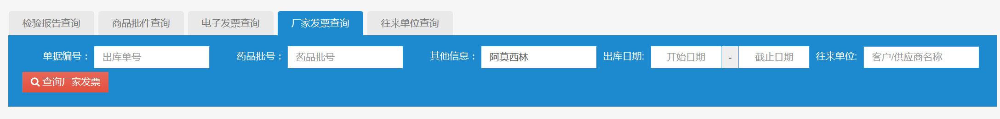 检验报告查询 商品批件查询 电子发票查询 厂家发票查询 往来单位查询
单据编号： 出库单号 药品批号： 药品批号 其他信息： 阿莫西林 出库日期: 开始日期 - 截止日期 往来单位: 客户/供应商名称
查询厂家发票